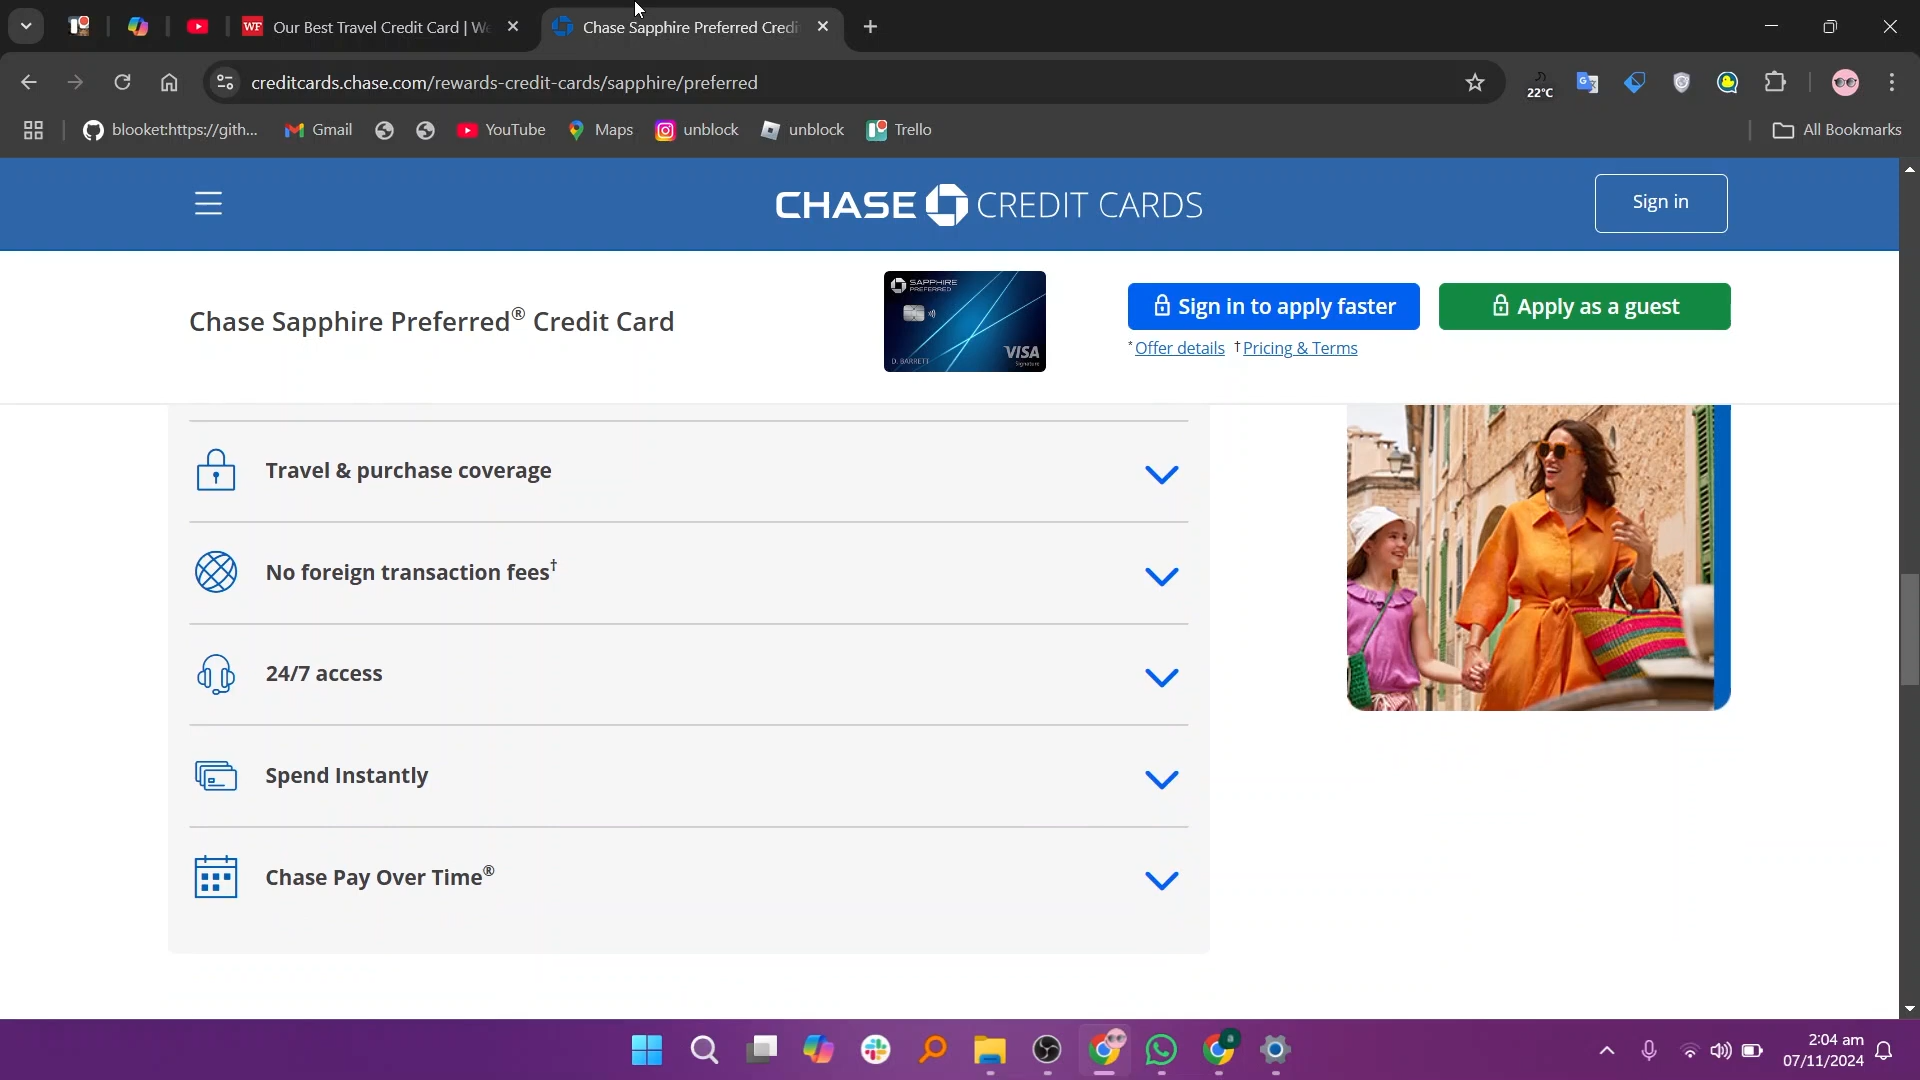 Our Best Travel Credit Card | We
Chase Sapphire Preferred Credi
creditcards.chase.com/rewards-credit-cards/sapphire/preferred
22°C
blooket:https://gith...
Gmail
YouTube
Maps
unblock
unblock
Trello
All Bookmarks
CHASE CREDIT CARDS
Sign in
Chase Sapphire Preferred® Credit Card
SAPPHIRE
PREFERRED
D. BARRETT
VISA
Signature
Sign in to apply faster
Apply as a guest
*Offer details †Pricing & Terms
Travel & purchase coverage
No foreign transaction fees†
24/7 access
Spend Instantly
Chase Pay Over Time®
2:04 am
07/11/2024